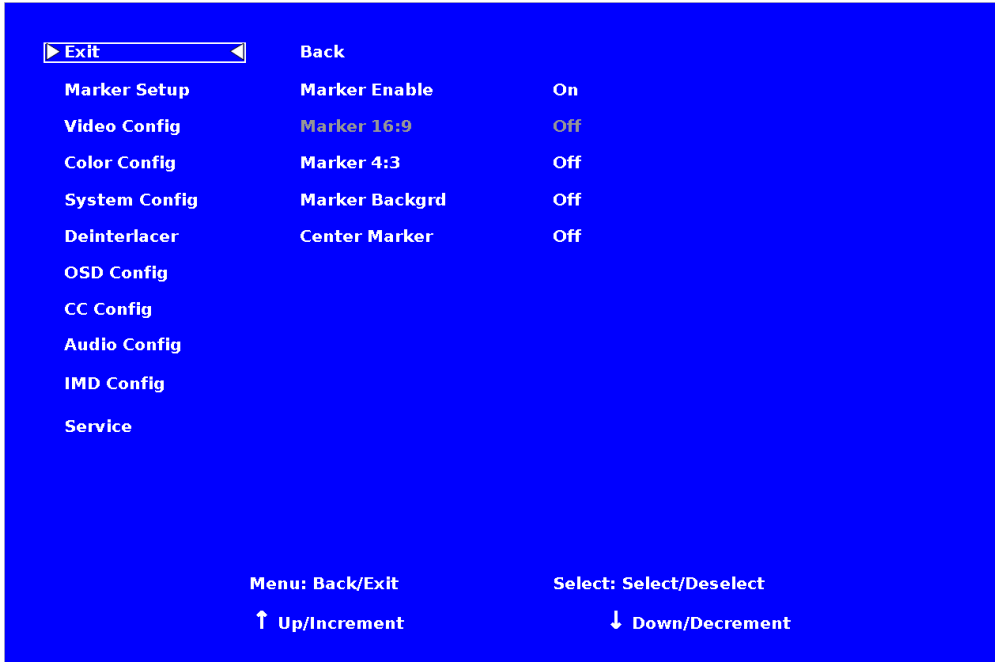 Exit Back
Marker Setup Marker Enable On
Video Config Marker 16:9 Off
Color Config Marker 4:3 Off
System Config Marker Backgrd Off
Deinterlacer Center Marker Off
OSD Config
CC Config
Audio Config
IMD Config
Service
Menu: Back/Exit Select: Select/Deselect
↑ Up/Increment ↓ Down/Decrement